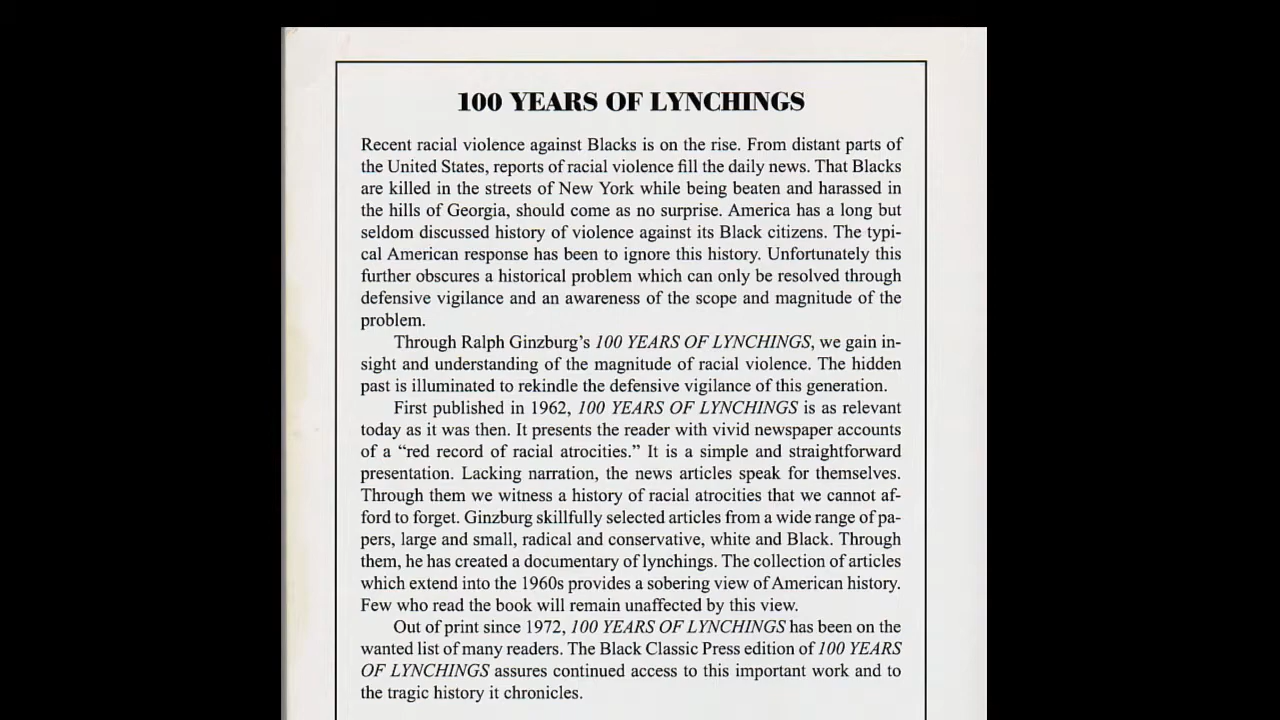 100 YEARS OF LYNCHINGS
Recent racial violence against Blacks is on the rise. From distant parts of
the United States, reports of racial violence fill the daily news. That Blacks
are killed in the streets of New York while being beaten and harassed in
the hills of Georgia, should come as no surprise. America has a long but
seldom discussed history of violence against its Black citizens. The typi-
cal American response has been to ignore this history. Unfortunately this
further obscures a historical problem which can only be resolved through
defensive vigilance and an awareness of the scope and magnitude of the
problem.
Through Ralph Ginzburg’s 100 YEARS OF LYNCHINGS, we gain in-
sight and understanding of the magnitude of racial violence. The hidden
past is illuminated to rekindle the defensive vigilance of this generation.
First published in 1962, 100 YEARS OF LYNCHINGS is as relevant
today as it was then. It presents the reader with vivid newspaper accounts
of a “red record of racial atrocities.” It is a simple and straightforward
presentation. Lacking narration, the news articles speak for themselves.
Through them we witness a history of racial atrocities that we cannot af-
ford to forget. Ginzburg skillfully selected articles from a wide range of pa-
pers, large and small, radical and conservative, white and Black. Through
them, he has created a documentary of lynchings. The collection of articles
which extend into the 1960s provides a sobering view of American history.
Few who read the book will remain unaffected by this view.
Out of print since 1972, 100 YEARS OF LYNCHINGS has been on the
wanted list of many readers. The Black Classic Press edition of 100 YEARS
OF LYNCHINGS assures continued access to this important work and to
the tragic history it chronicles.